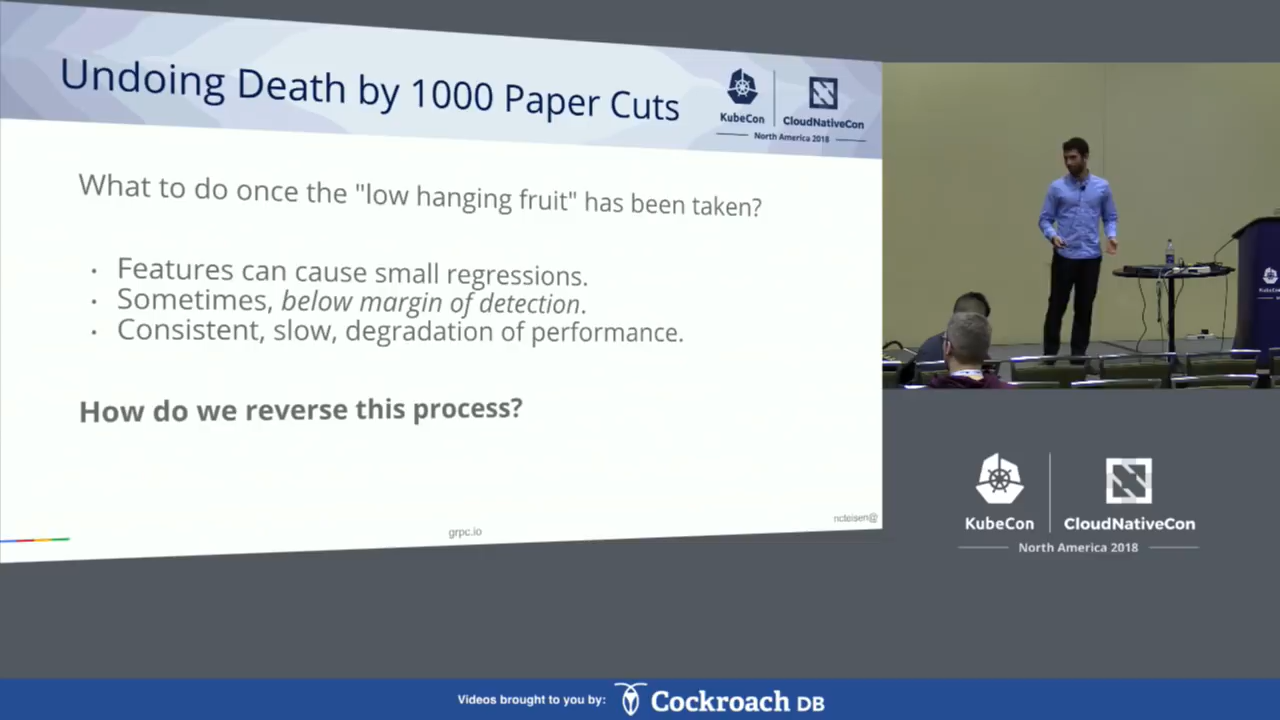 Undoing Death by 1000 Paper Cuts
KubeCon
CloudNativeCon
North America 2018
What to do once the "low hanging fruit" has been taken?
· Features can cause small regressions.
· Sometimes, below margin of detection.
· Consistent, slow, degradation of performance.
How do we reverse this process?
grpc.io
ncteisen@
KubeCon
CloudNativeCon
North America 2018
Videos brought to you by:
Cockroach DB